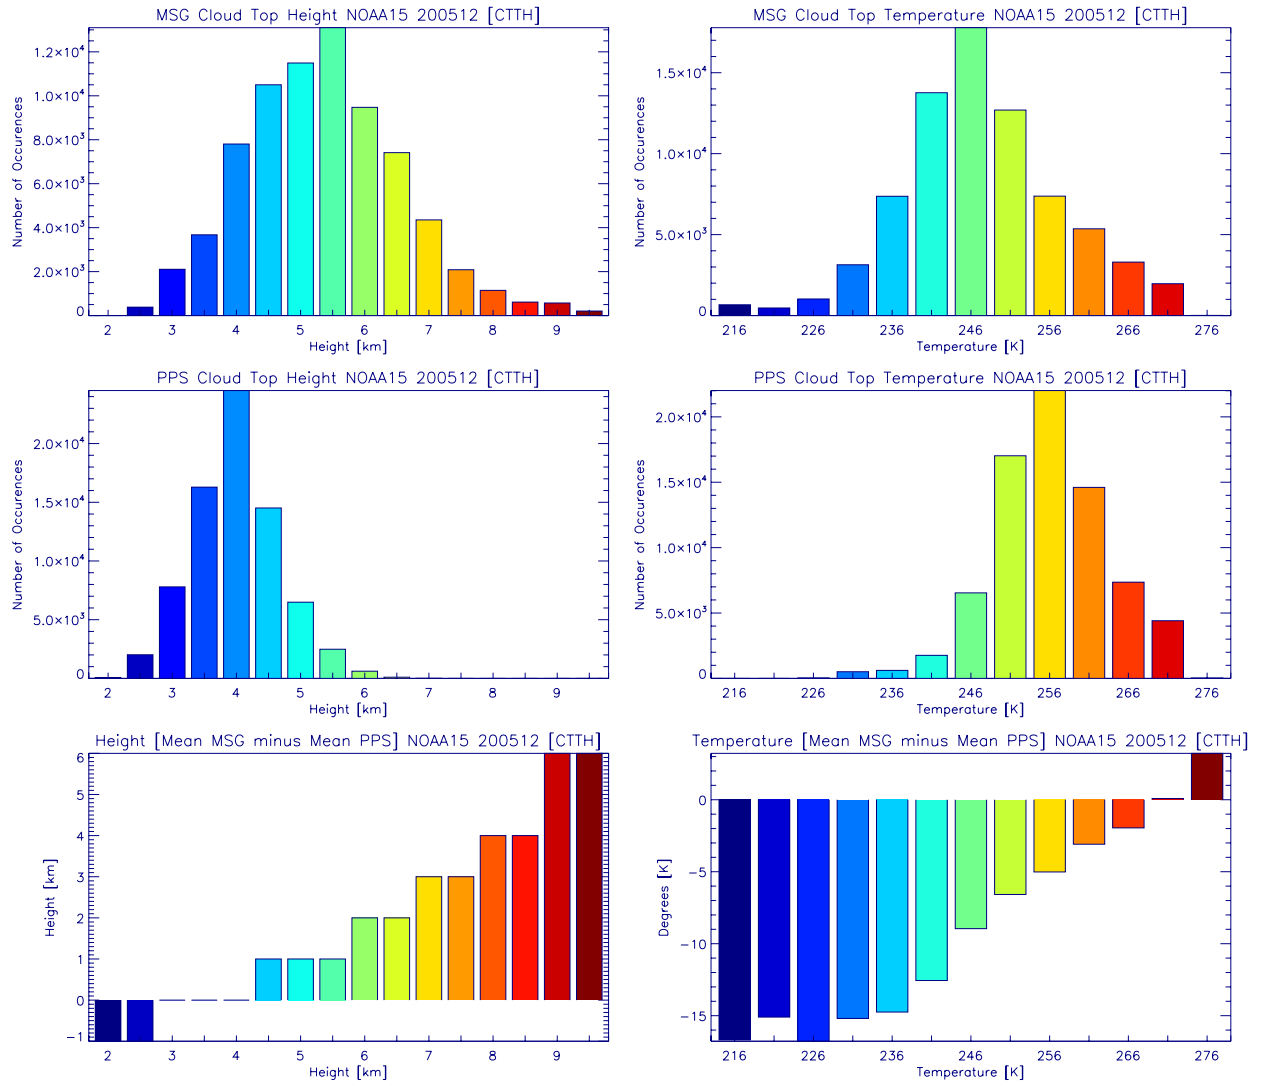 MSG Cloud Top Height NOAA15 200512 [CTTH]
Number of Occurences
1.2×10⁴
1.0×10⁴
8.0×10³
6.0×10³
4.0×10³
2.0×10³
0
2 3 4 5 6 7 8 9
Height [km]
MSG Cloud Top Temperature NOAA15 200512 [CTTH]
Number of Occurences
1.5×10⁴
1.0×10⁴
5.0×10³
0
216 226 236 246 256 266 276
Temperature [K]
PPS Cloud Top Height NOAA15 200512 [CTTH]
Number of Occurences
2.0×10⁴
1.5×10⁴
1.0×10⁴
5.0×10³
0
2 3 4 5 6 7 8 9
Height [km]
PPS Cloud Top Temperature NOAA15 200512 [CTTH]
Number of Occurences
2.0×10⁴
1.5×10⁴
1.0×10⁴
5.0×10³
0
216 226 236 246 256 266 276
Temperature [K]
Height [Mean MSG minus Mean PPS] NOAA15 200512 [CTTH]
Height [km]
6
5
4
3
2
1
0
−1
2 3 4 5 6 7 8 9
Height [km]
Temperature [Mean MSG minus Mean PPS] NOAA15 200512 [CTTH]
Degrees [K]
0
−5
−10
−15
216 226 236 246 256 266 276
Temperature [K]